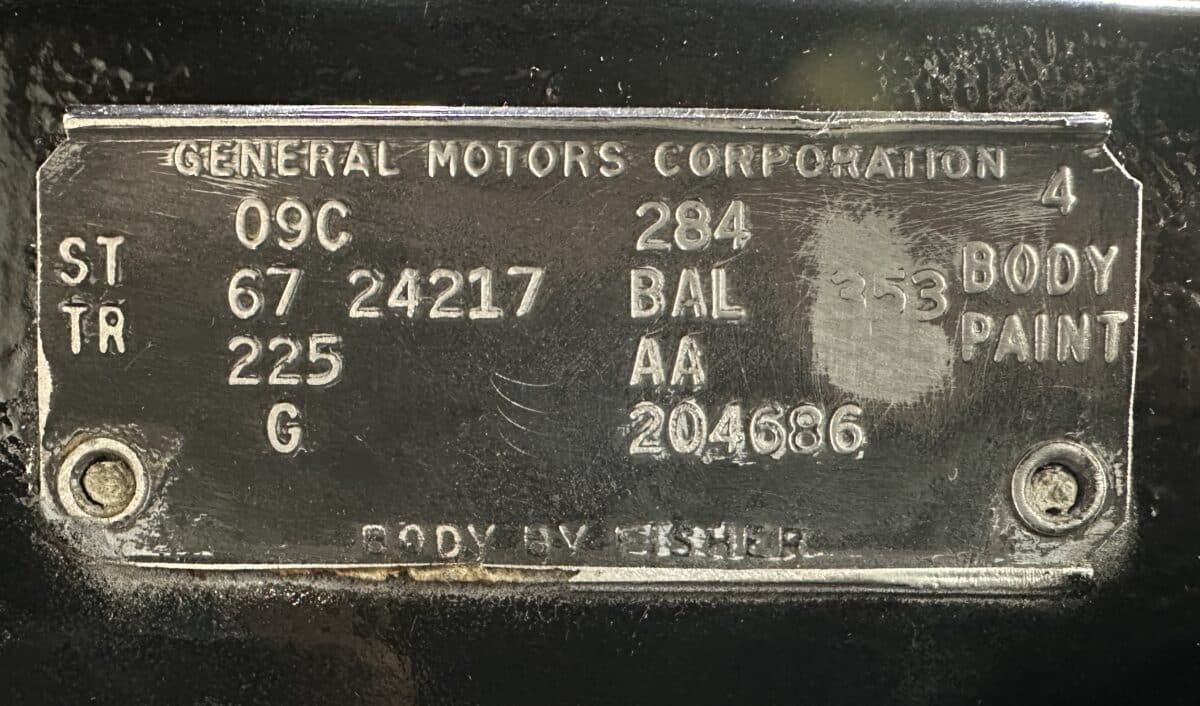 GENERAL MOTORS CORPORATION
4
09C 284
ST 67 24217 BAL 353 BODY
TR 225 AA PAINT
G 204686
BODY BY FISHER